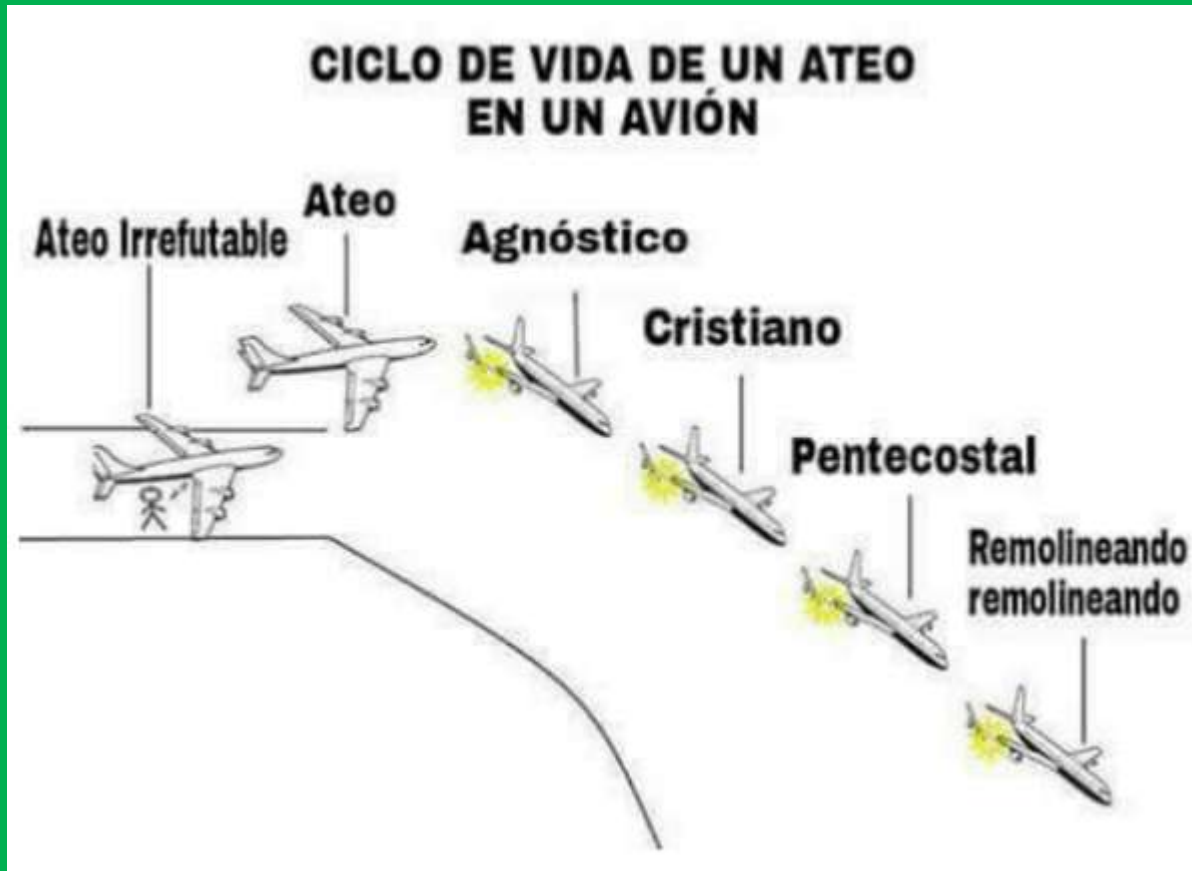 CICLO DE VIDA DE UN ATEO
EN UN AVIÓN
Ateo Irrefutable
Ateo
Agnóstico
Cristiano
Pentecostal
Remolineando
remolineando